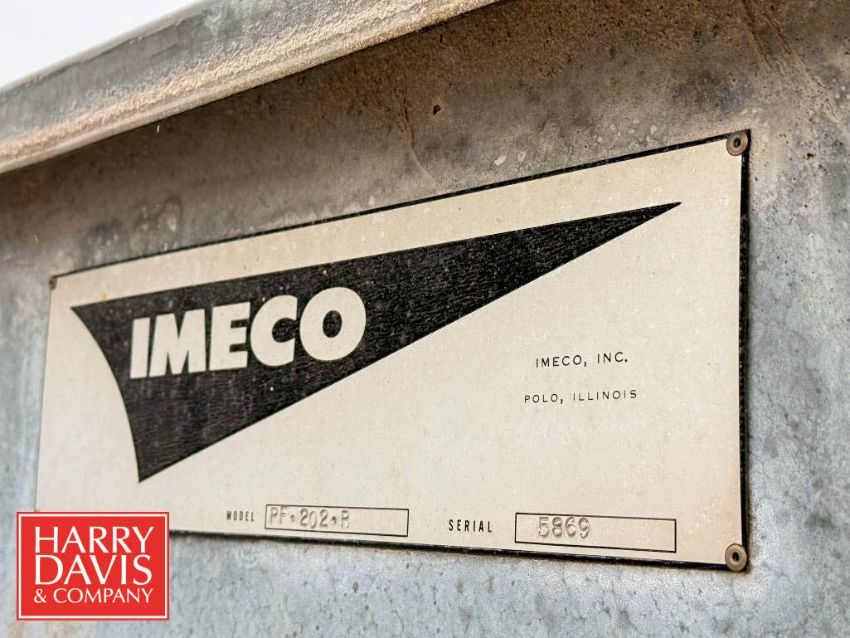 IMECO
IMECO, INC.
POLO, ILLINOIS
MODEL PF·202·R
SERIAL 5869
HARRY
DAVIS
& COMPANY